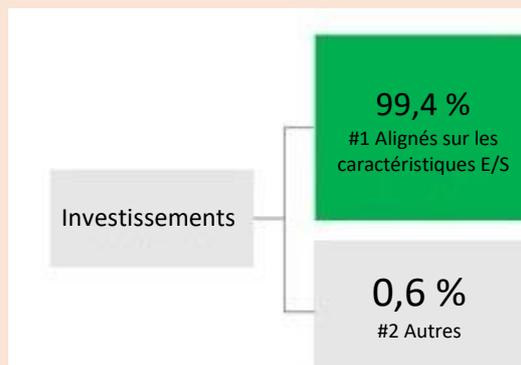 99,4 %
#1 Alignés sur les
caractéristiques E/S
Investissements
0,6 %
#2 Autres